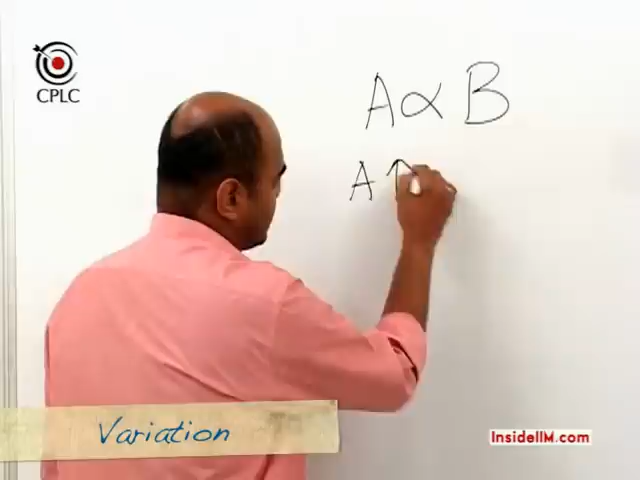 CPLC
A ∝ B
A ↑
Variation
InsideIIM.com